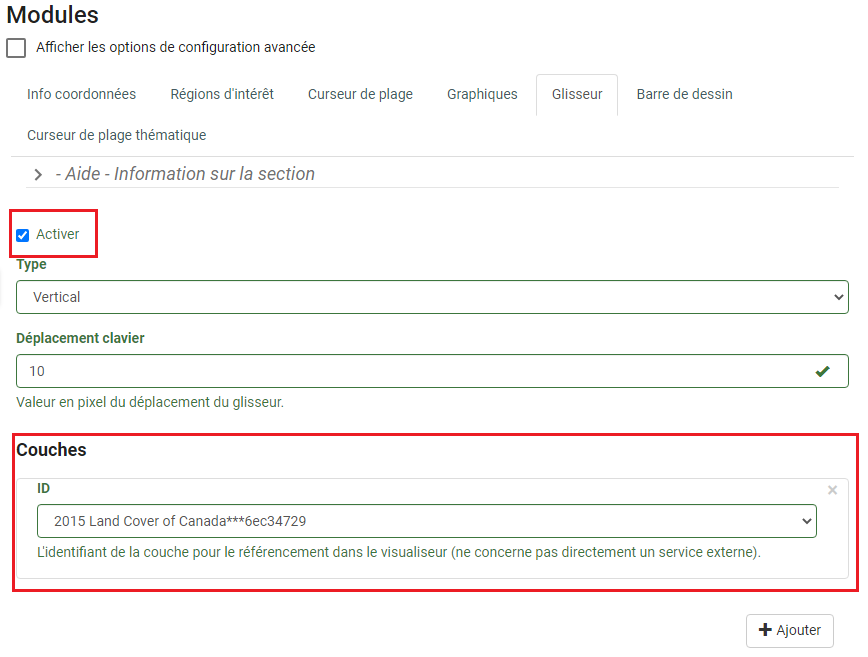 Modules
Afficher les options de configuration avancée
Info coordonnées Régions d'intérêt Curseur de plage Graphiques Glisseur Barre de dessin
Curseur de plage thématique
- Aide - Information sur la section
Activer
Type
Vertical
Déplacement clavier
10
Valeur en pixel du déplacement du glisseur.
Couches
ID
2015 Land Cover of Canada***6ec34729
L'identifiant de la couche pour le référencement dans le visualiseur (ne concerne pas directement un service externe).
Ajouter